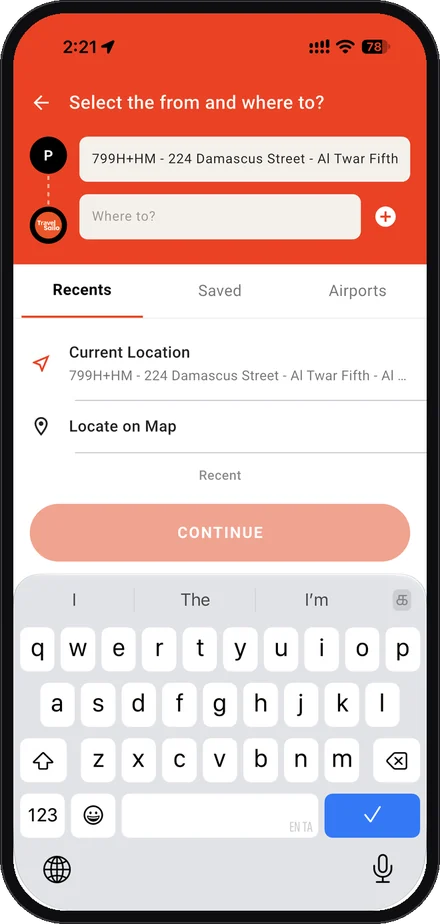 2:21
78
Select the from and where to?
P
799H+HM - 224 Damascus Street - Al Twar Fifth
Travel
Where to?
Recents Saved Airports
Current Location
799H+HM - 224 Damascus Street - Al Twar Fifth - Al ...
Locate on Map
Recent
CONTINUE
I The I'm
q w e r t y u i o p
a s d f g h j k l
z x c v b n m
123
EN TA